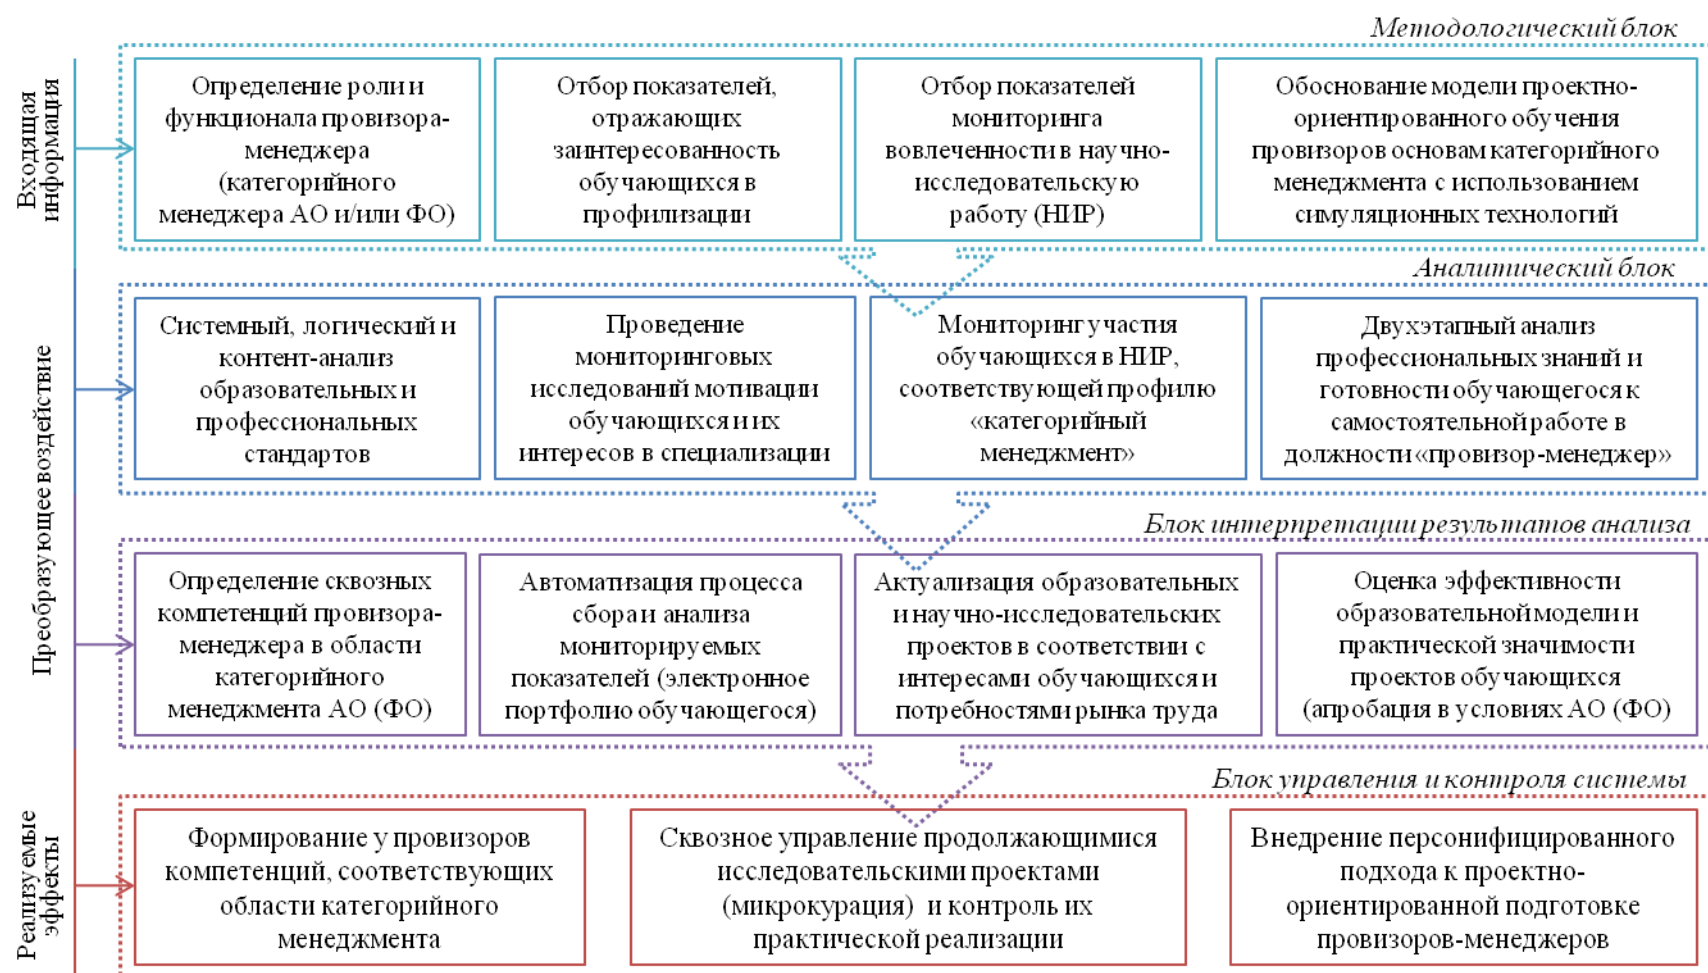 Методологический блок
Входящая
информация
Определение роли и
функционала провизора-
менеджера
(категорийного
менеджера АО и/или ФО)
Отбор показателей,
отражающих
заинтересованность
обучающихся в
профилизации
Отбор показателей
мониторинга
вовлеченности в научно-
исследовательскую
работу (НИР)
Обоснование модели проектно-
ориентированного обучения
провизоров основам категорийного
менеджмента с использованием
симуляционных технологий
Аналитический блок
Преобразующее воздействие
Системный, логический и
контент-анализ
образовательных и
профессиональных
стандартов
Проведение
мониторинговых
исследований мотивации
обучающихся и их
интересов в специализации
Мониторинг участия
обучающихся в НИР,
соответствующей профилю
«категорийный
менеджмент»
Двухэтапный анализ
профессиональных знаний и
готовности обучающегося к
самостоятельной работе в
должности «провизор-менеджер»
Блок интерпретации результатов анализа
Определение сквозных
компетенций провизора-
менеджера в области
категорийного
менеджмента АО (ФО)
Автоматизация процесса
сбора и анализа
мониторируемых
показателей (электронное
портфолио обучающегося)
Актуализация образовательных
и научно-исследовательских
проектов в соответствии с
интересами обучающихся и
потребностями рынка труда
Оценка эффективности
образовательной модели и
практической значимости
проектов обучающихся
(апробация в условиях АО (ФО)
Блок управления и контроля системы
Реализуемые
эффекты
Формирование у провизоров
компетенций, соответствующих
области категорийного
менеджмента
Сквозное управление продолжающимися
исследовательскими проектами
(микрокурация) и контроль их
практической реализации
Внедрение персонифицированного
подхода к проектно-
ориентированной подготовке
провизоров-менеджеров